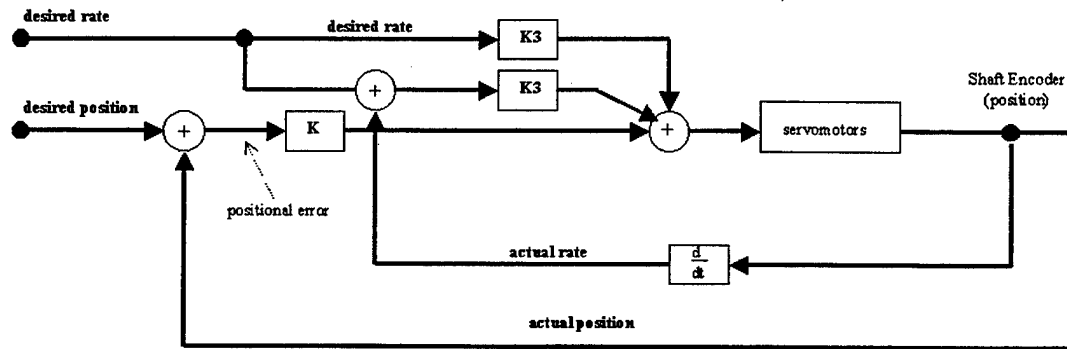 desired rate
desired rate
K3
K3
Shaft Encoder
(position)
desired position
+
+
K
+
servomotors
positional error
actual rate
d
dt
actual position